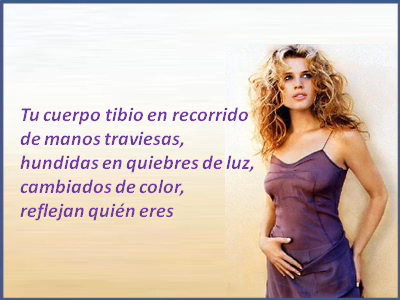 Tu cuerpo tibio en recorrido
de manos traviesas,
hundidas en quiebres de luz,
cambiados de color,
reflejan quién eres